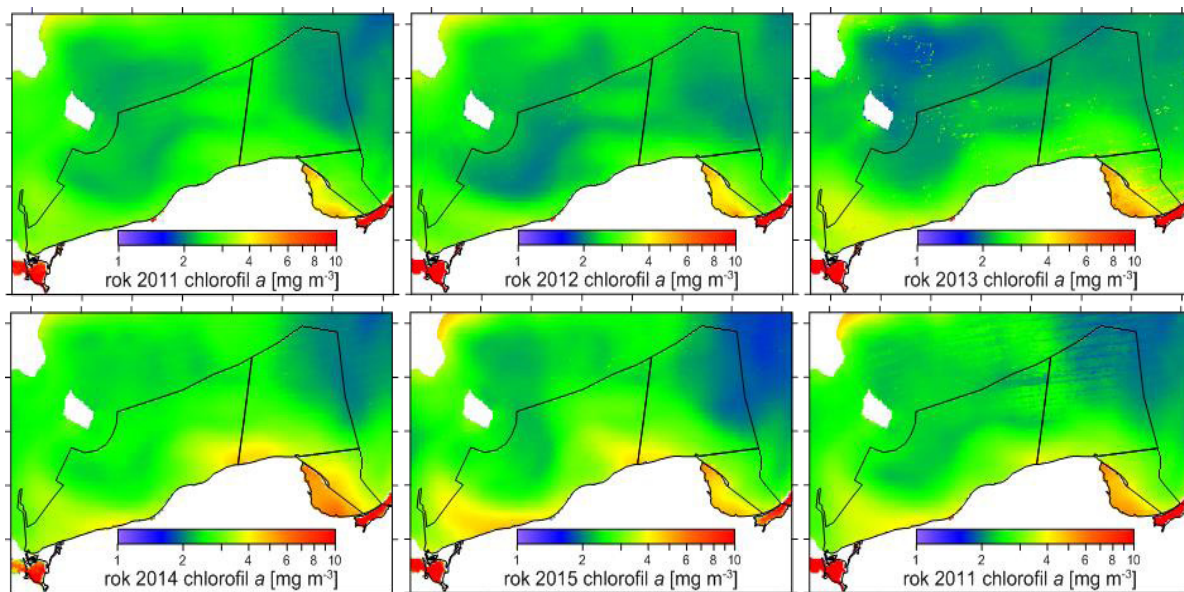 1 2 4 6 8 10
rok 2011 chlorofil a [mg m⁻³]
1 2 4 6 8 10
rok 2012 chlorofil a [mg m⁻³]
1 2 4 6 8 10
rok 2013 chlorofil a [mg m⁻³]
1 2 4 6 8 10
rok 2014 chlorofil a [mg m⁻³]
1 2 4 6 8 10
rok 2015 chlorofil a [mg m⁻³]
1 2 4 6 8 10
rok 2011 chlorofil a [mg m⁻³]